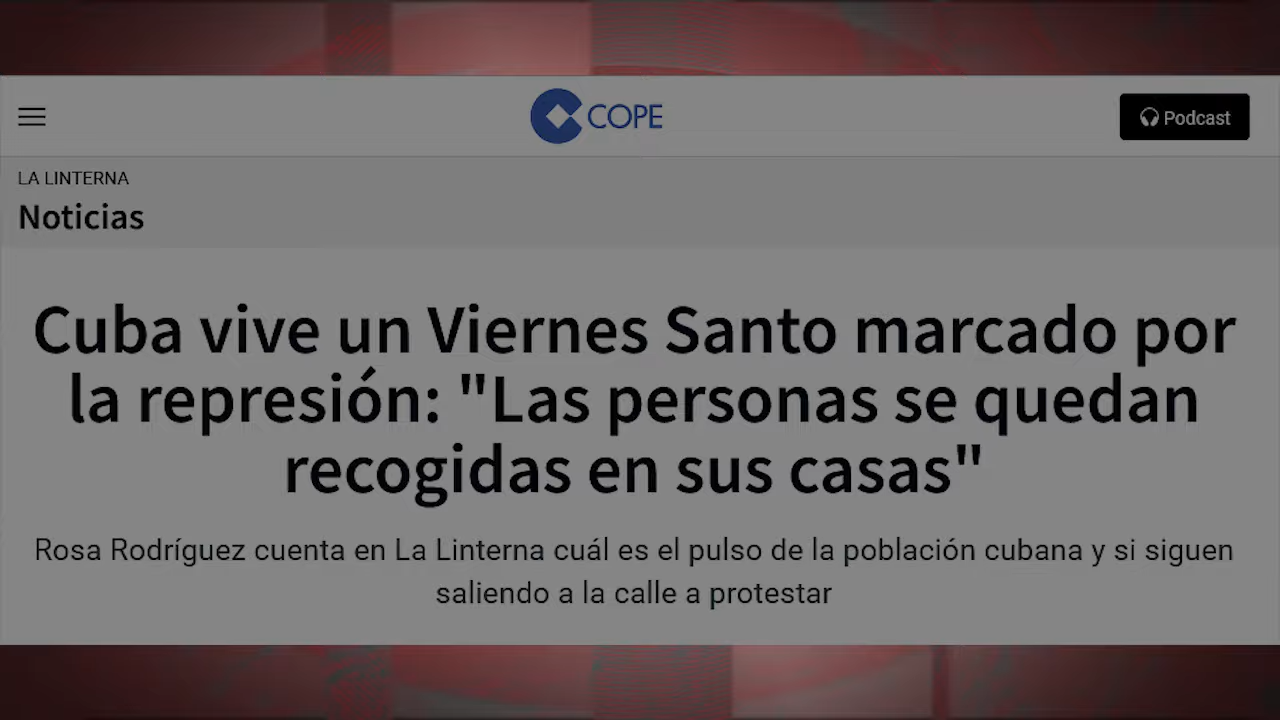 COPE
Podcast
LA LINTERNA
Noticias
Cuba vive un Viernes Santo marcado por
la represión: "Las personas se quedan
recogidas en sus casas"
Rosa Rodríguez cuenta en La Linterna cuál es el pulso de la población cubana y si siguen
saliendo a la calle a protestar